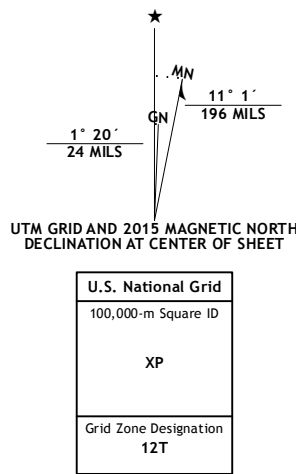 ★
MN
11° 1´
196 MILS
GN
1° 20´
24 MILS
UTM GRID AND 2015 MAGNETIC NORTH
DECLINATION AT CENTER OF SHEET
U.S. National Grid
100,000-m Square ID
XP
Grid Zone Designation
12T